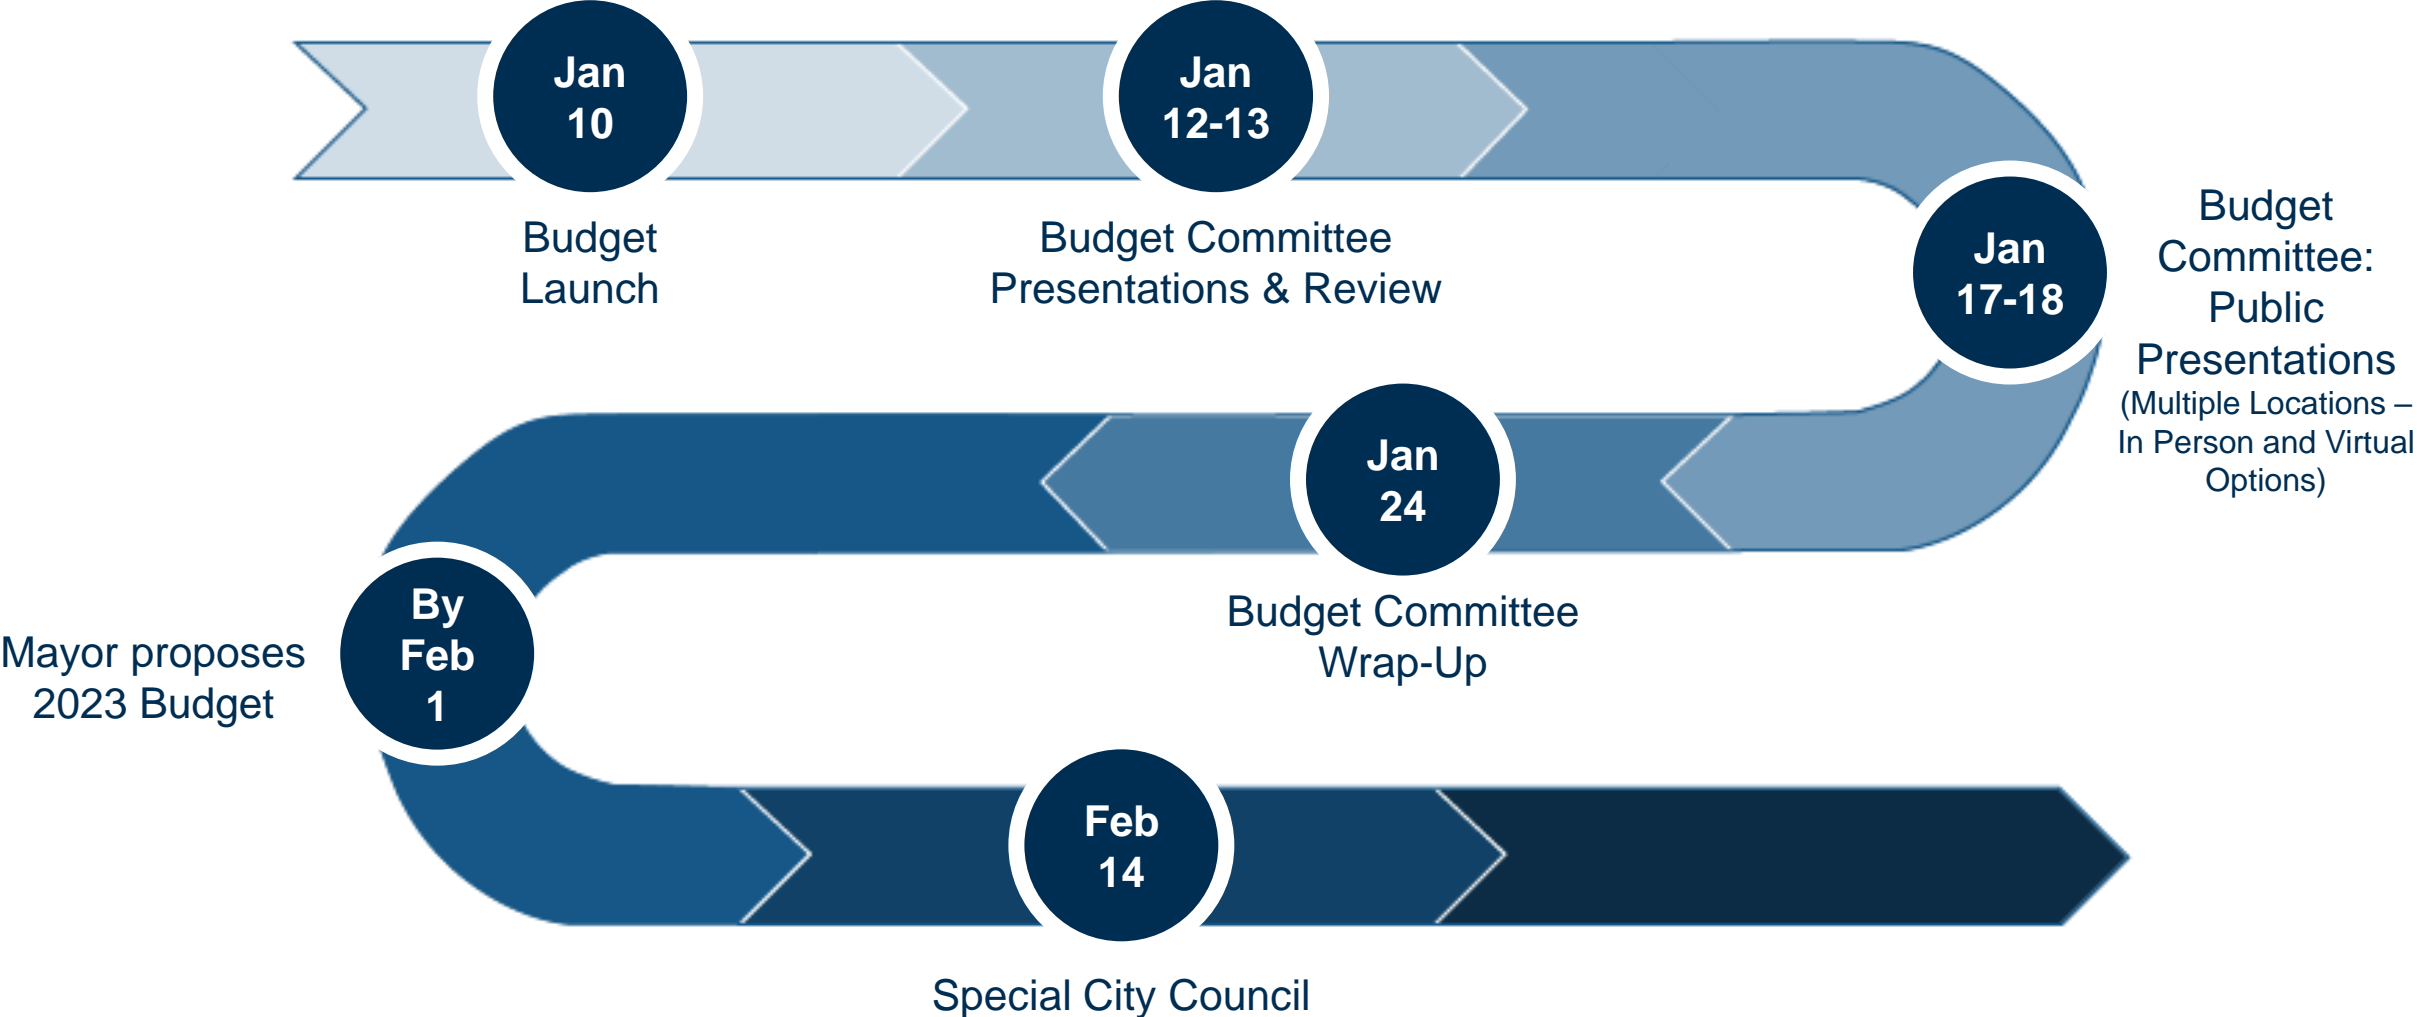 Jan
10
Budget
Launch
Jan
12-13
Budget Committee
Presentations & Review
Jan
17-18
Budget
Committee:
Public
Presentations
(Multiple Locations –
In Person and Virtual
Options)
Jan
24
Budget Committee
Wrap-Up
By
Feb
1
Mayor proposes
2023 Budget
Feb
14
Special City Council